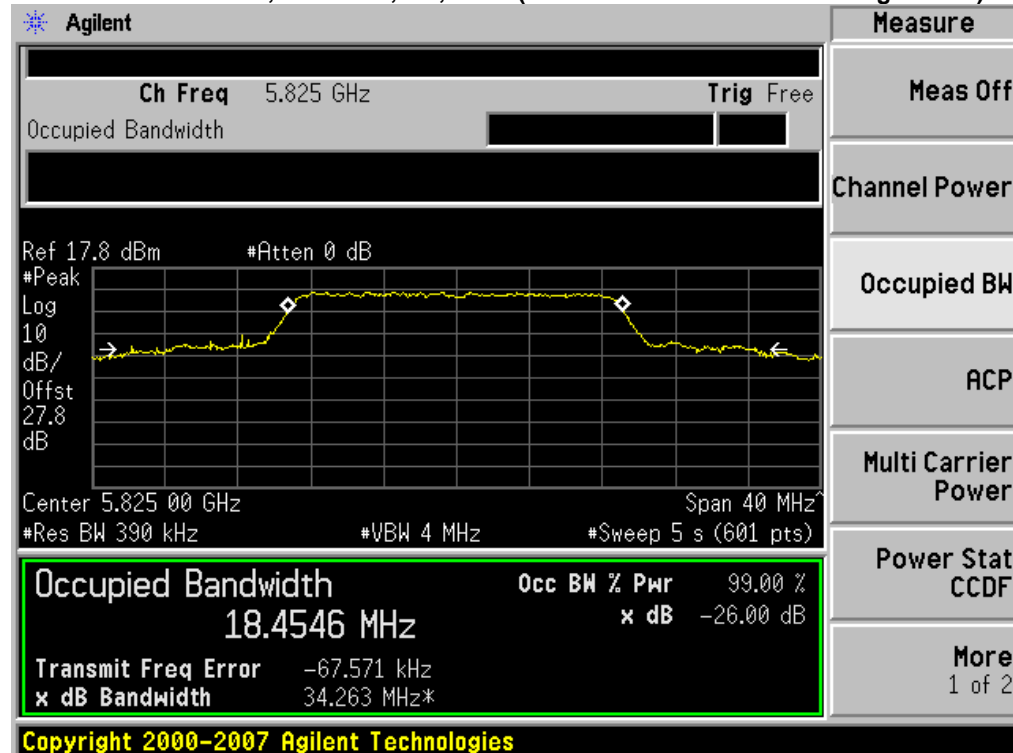 Agilent
Measure
Ch Freq 5.825 GHz Trig Free
Occupied Bandwidth
Meas Off
Channel Power
Ref 17.8 dBm #Atten 0 dB
#Peak
Log
10
dB/
Offst
27.8
dB
Occupied BW
ACP
Multi Carrier
Power
Center 5.825 00 GHz Span 40 MHz^
#Res BW 390 kHz #VBW 4 MHz #Sweep 5 s (601 pts)
Occupied Bandwidth Occ BW % Pwr 99.00 %
18.4546 MHz x dB -26.00 dB
Transmit Freq Error -67.571 kHz
x dB Bandwidth 34.263 MHz*
Power Stat
CCDF
More
1 of 2
Copyright 2000-2007 Agilent Technologies